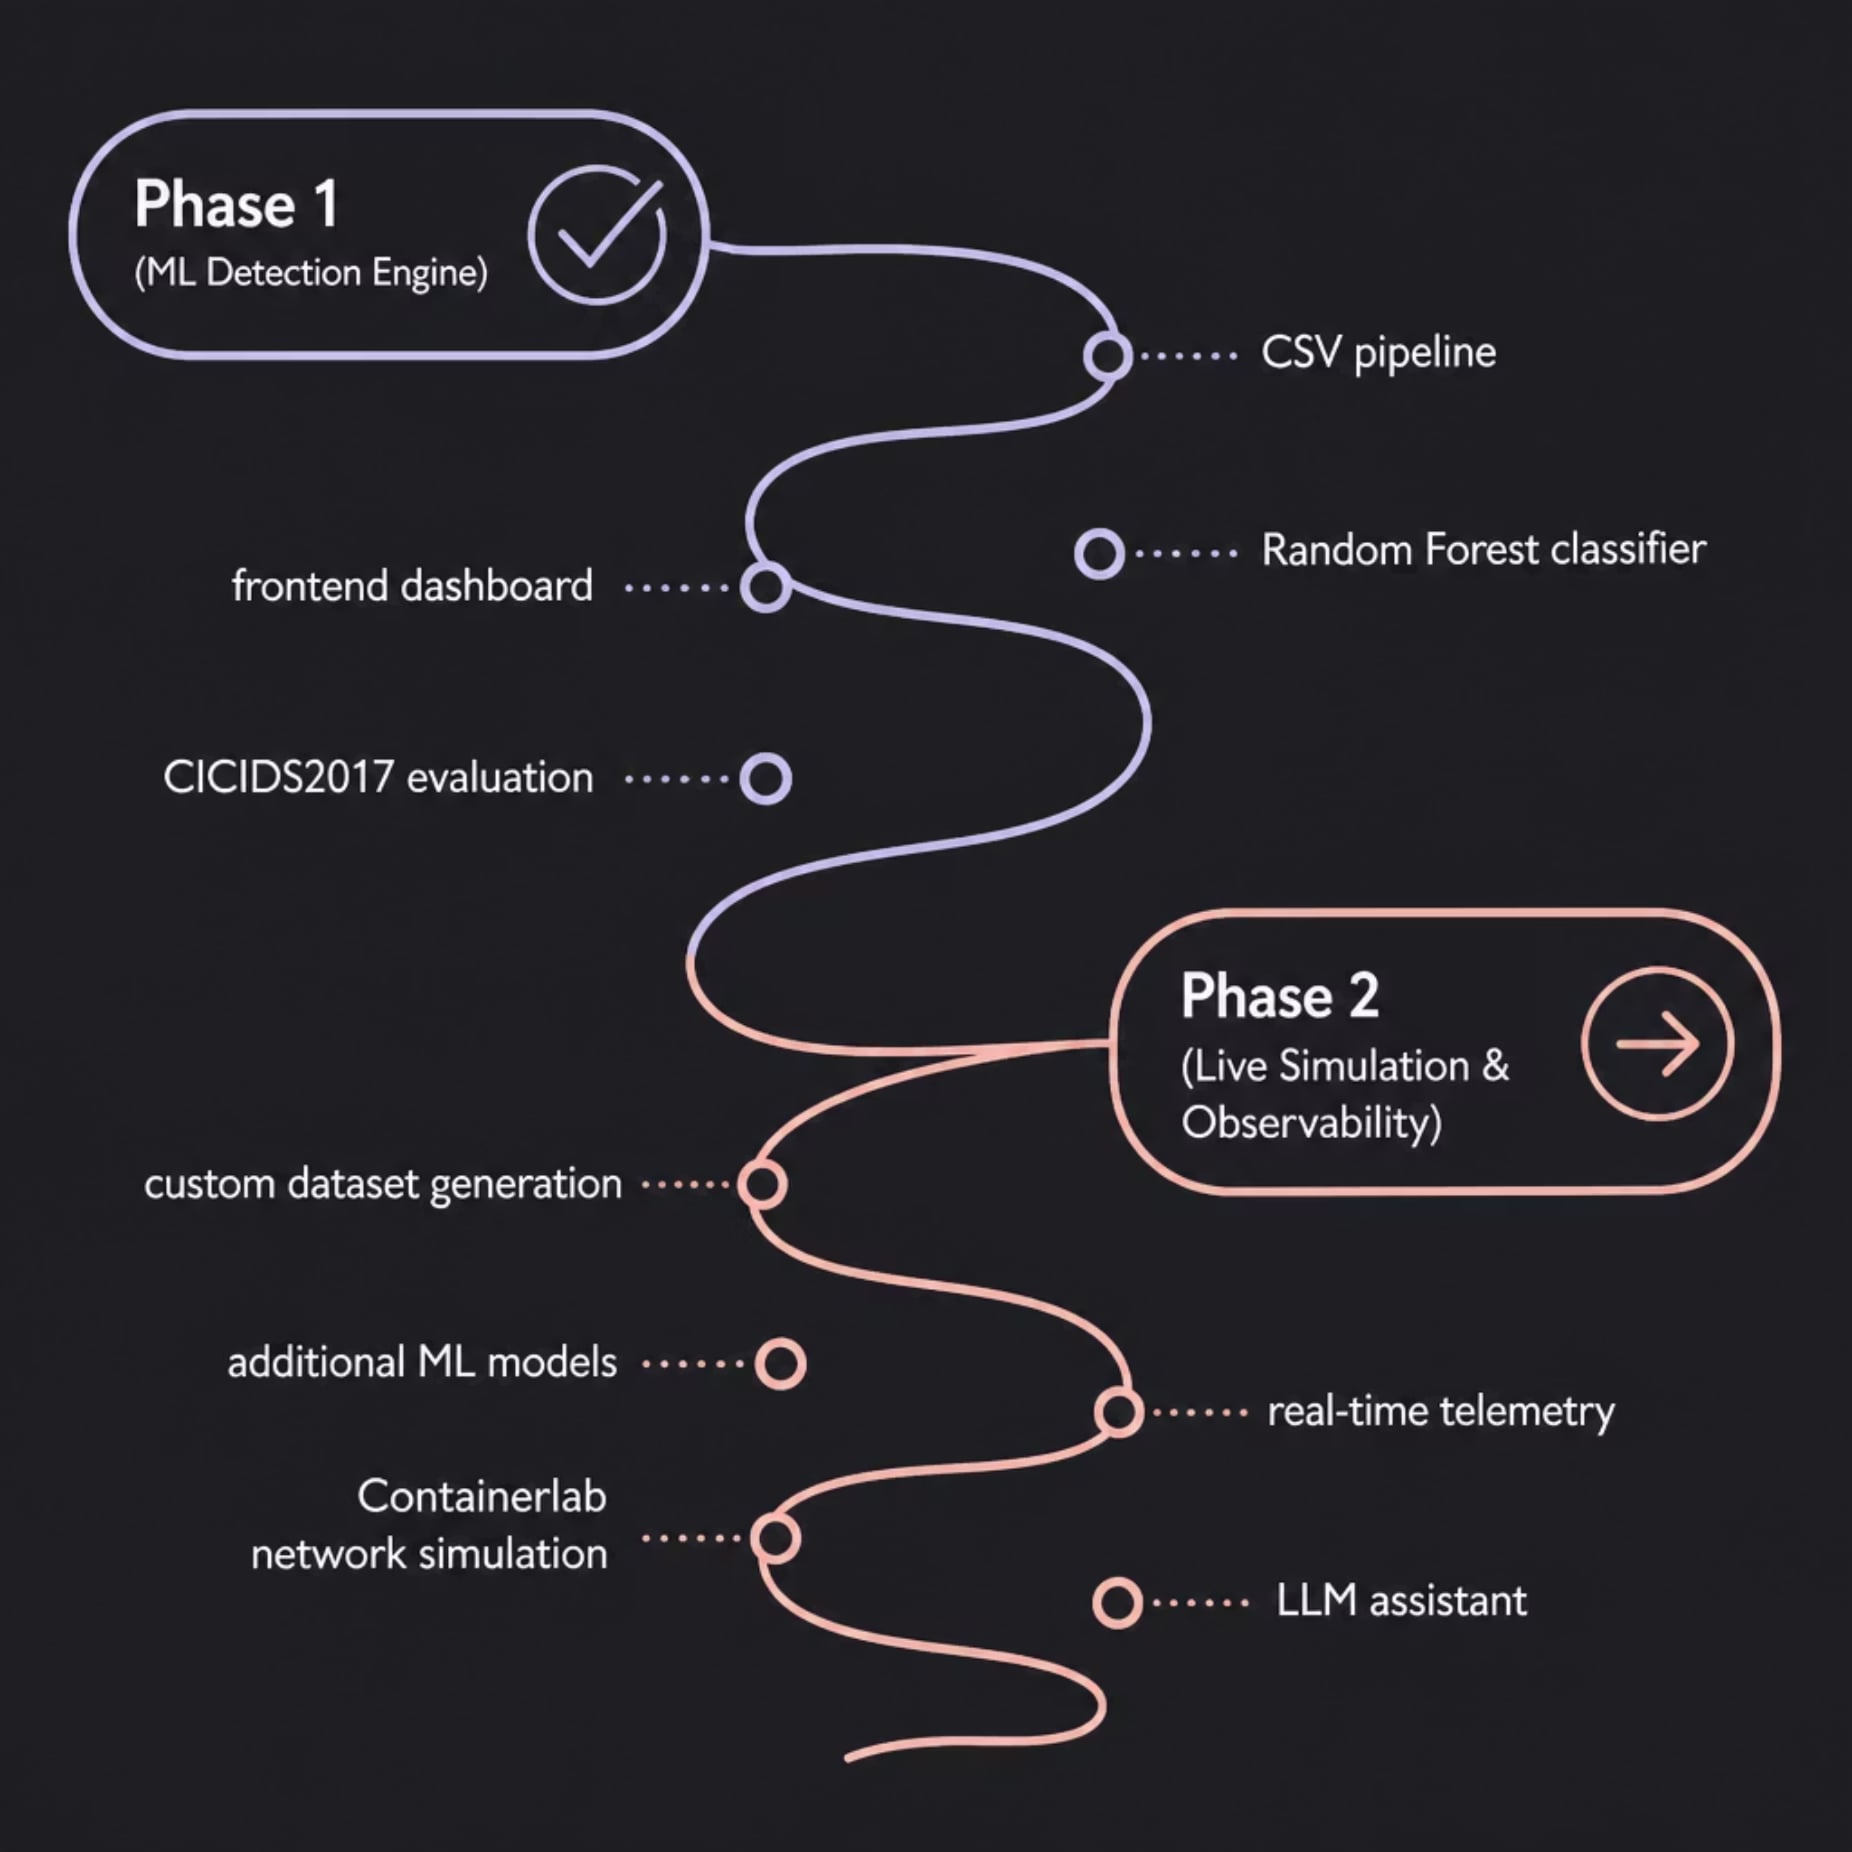 Phase 1
(ML Detection Engine)
CSV pipeline
Random Forest classifier
frontend dashboard
CICIDS2017 evaluation
Phase 2
(Live Simulation &
Observability)
custom dataset generation
additional ML models
real-time telemetry
Containerlab
network simulation
LLM assistant